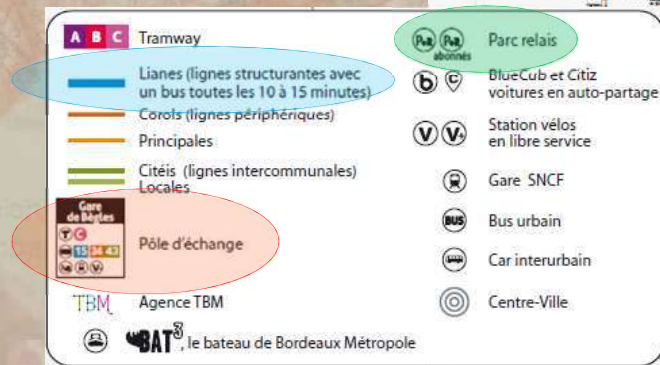 A B C Tramway
Lianes (lignes structurantes avec
un bus toutes les 10 à 15 minutes)
Corols (lignes périphériques)
Principales
Citéis (lignes intercommunales)
Locales
Gare
de Bègles
T C
15 34 43
V+
Pôle d'échange
TBM Agence TBM
BAT3, le bateau de Bordeaux Métropole
P+R P+R Parc relais
abonnés
b C BlueCub et Citiz
voitures en auto-partage
V V+ Station vélos
en libre service
Gare SNCF
BUS Bus urbain
Car interurbain
Centre-Ville